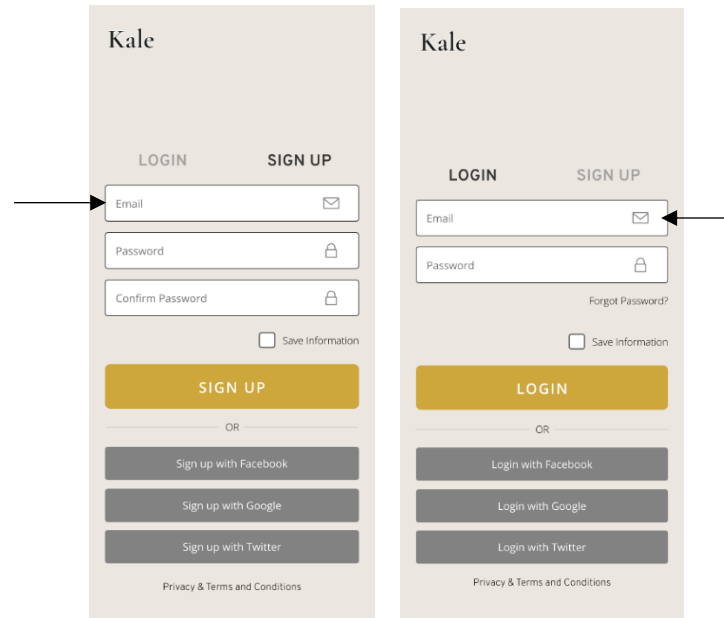 Kale
LOGIN SIGN UP
Email
Password
Confirm Password
Save Information
SIGN UP
OR
Sign up with Facebook
Sign up with Google
Sign up with Twitter
Privacy & Terms and Conditions
Kale
LOGIN SIGN UP
Email
Password
Forgot Password?
Save Information
LOGIN
OR
Login with Facebook
Login with Google
Login with Twitter
Privacy & Terms and Conditions